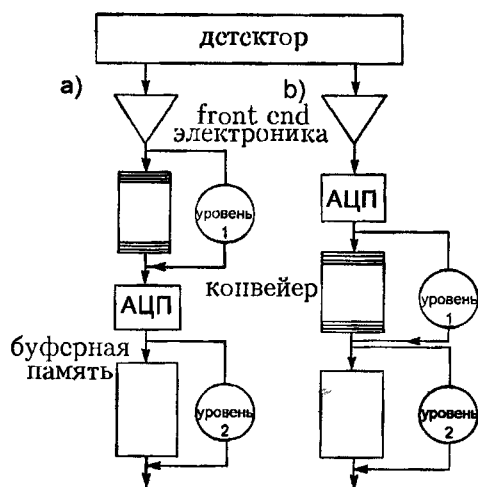 детектор
a)
b)
front end
электроника
АЦП
уровень
1
конвейер
уровень
1
АЦП
буферная
память
уровень
2
уровень
2